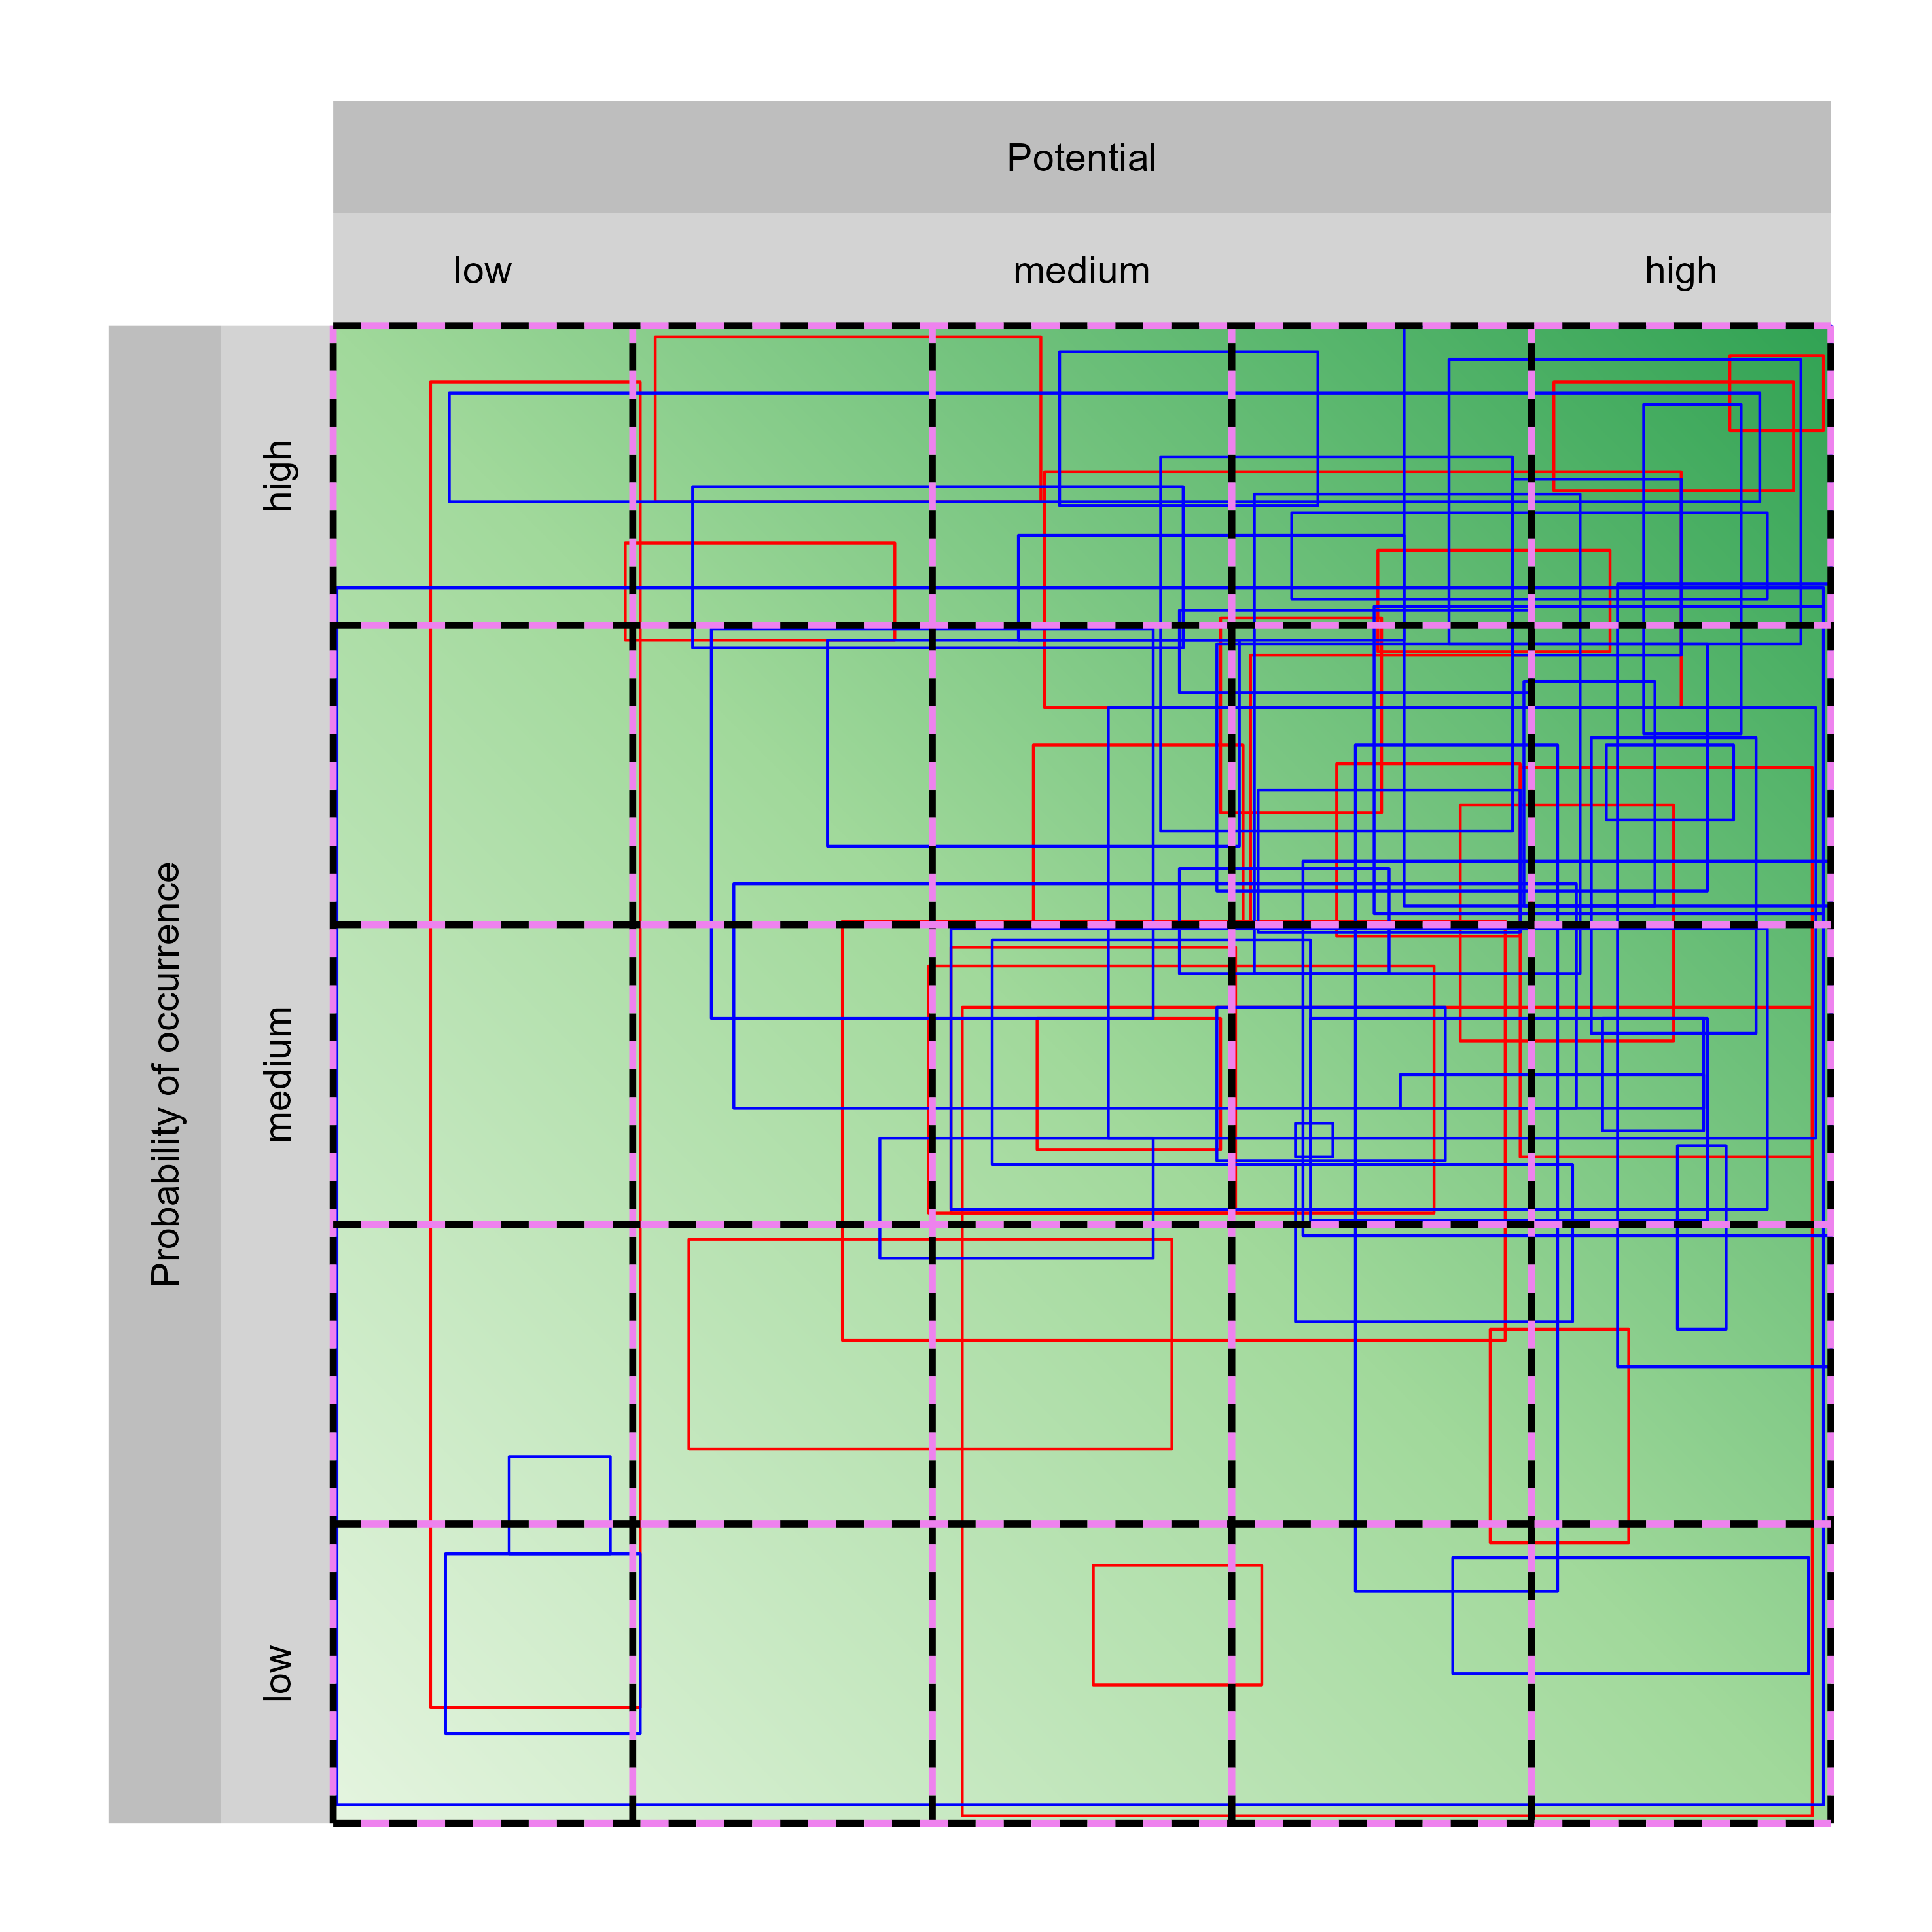 Potential
low medium high
Probability of occurrence
high
medium
low